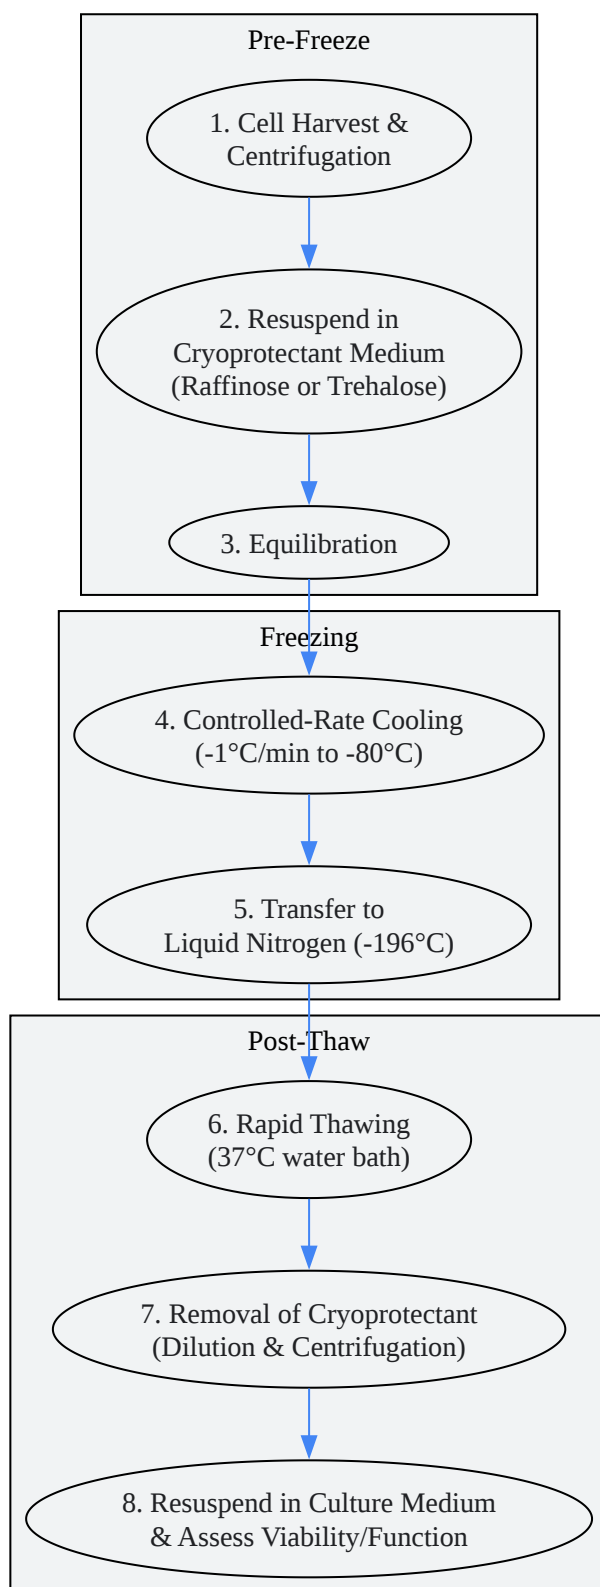 Pre-Freeze
1. Cell Harvest &
Centrifugation
2. Resuspend in
Cryoprotectant Medium
(Raffinose or Trehalose)
3. Equilibration
Freezing
4. Controlled-Rate Cooling
(-1°C/min to -80°C)
5. Transfer to
Liquid Nitrogen (-196°C)
Post-Thaw
6. Rapid Thawing
(37°C water bath)
7. Removal of Cryoprotectant
(Dilution & Centrifugation)
8. Resuspend in Culture Medium
& Assess Viability/Function